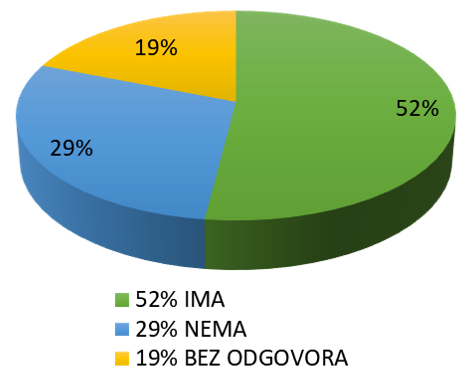 19%
52%
29%
52% IMA
29% NEMA
19% BEZ ODGOVORA